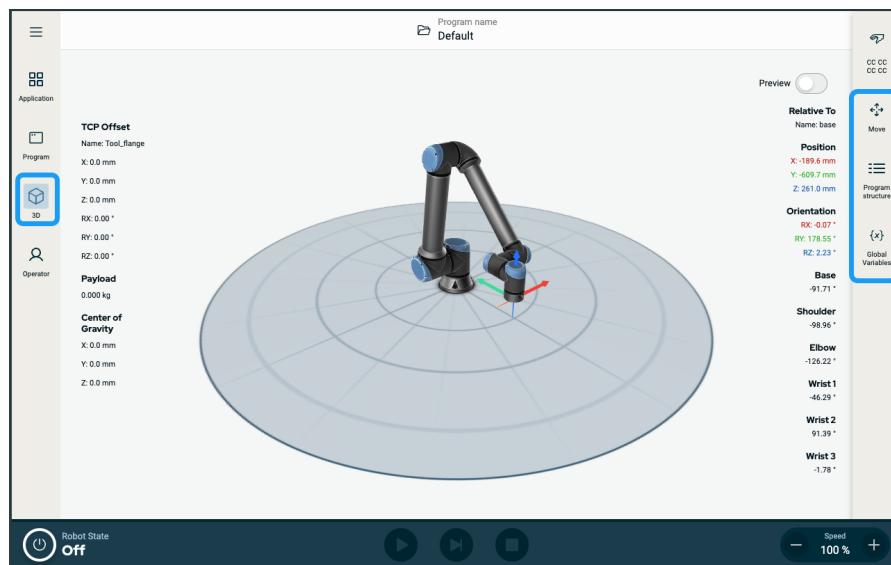 Program name
Default
Application
Program
3D
Operator
TCP Offset
Name: Tool_flange
X: 0.0 mm
Y: 0.0 mm
Z: 0.0 mm
RX: 0.00 °
RY: 0.00 °
RZ: 0.00 °
Payload
0.000 kg
Center of
Gravity
X: 0.0 mm
Y: 0.0 mm
Z: 0.0 mm
Preview
Relative To
Name: base
Position
X: -189.6 mm
Y: -609.7 mm
Z: 261.0 mm
Orientation
RX: -0.07 °
RY: 178.55 °
RZ: 2.23 °
Base
-91.71 °
Shoulder
-98.96 °
Elbow
-126.22 °
Wrist 1
-46.29 °
Wrist 2
91.39 °
Wrist 3
-1.78 °
CC CC
CC CC
Move
Program
structure
{x}
Global
Variables
Robot State
Off
Speed
100 %